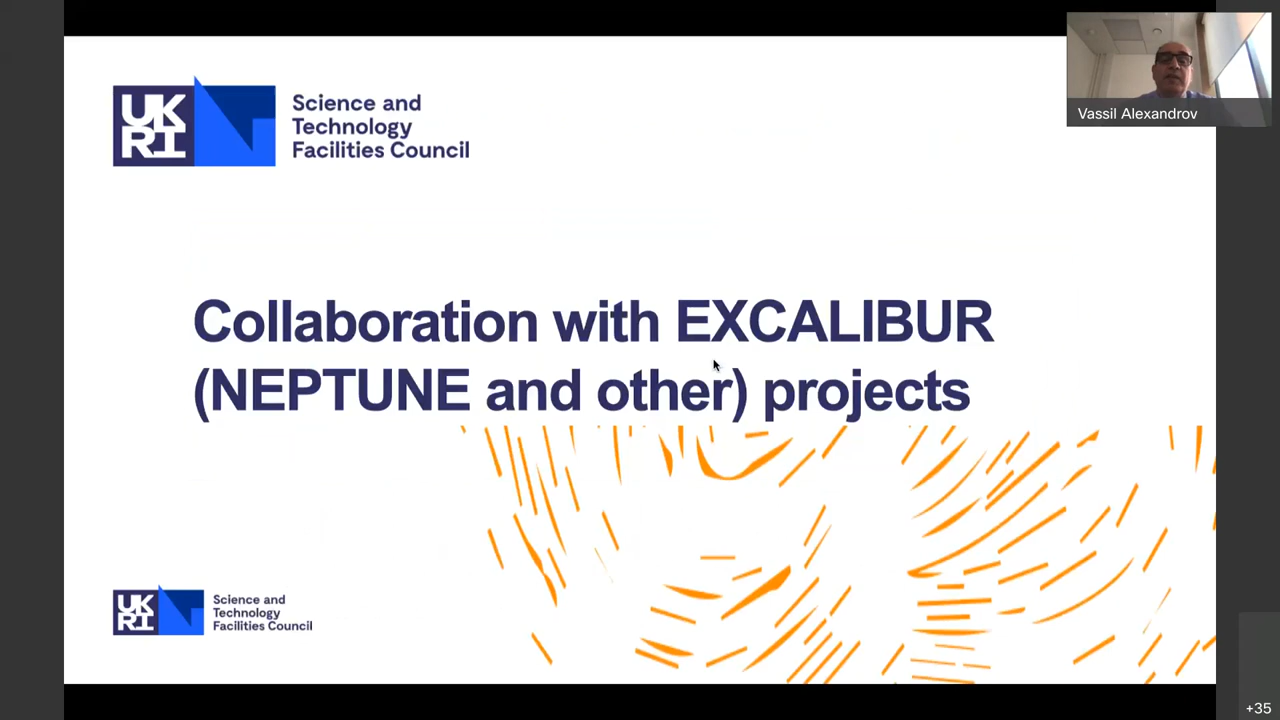 UK
RI
Science and
Technology
Facilities Council
Vassil Alexandrov
Collaboration with EXCALIBUR
(NEPTUNE and other) projects
UK
RI
Science and
Technology
Facilities Council
+35